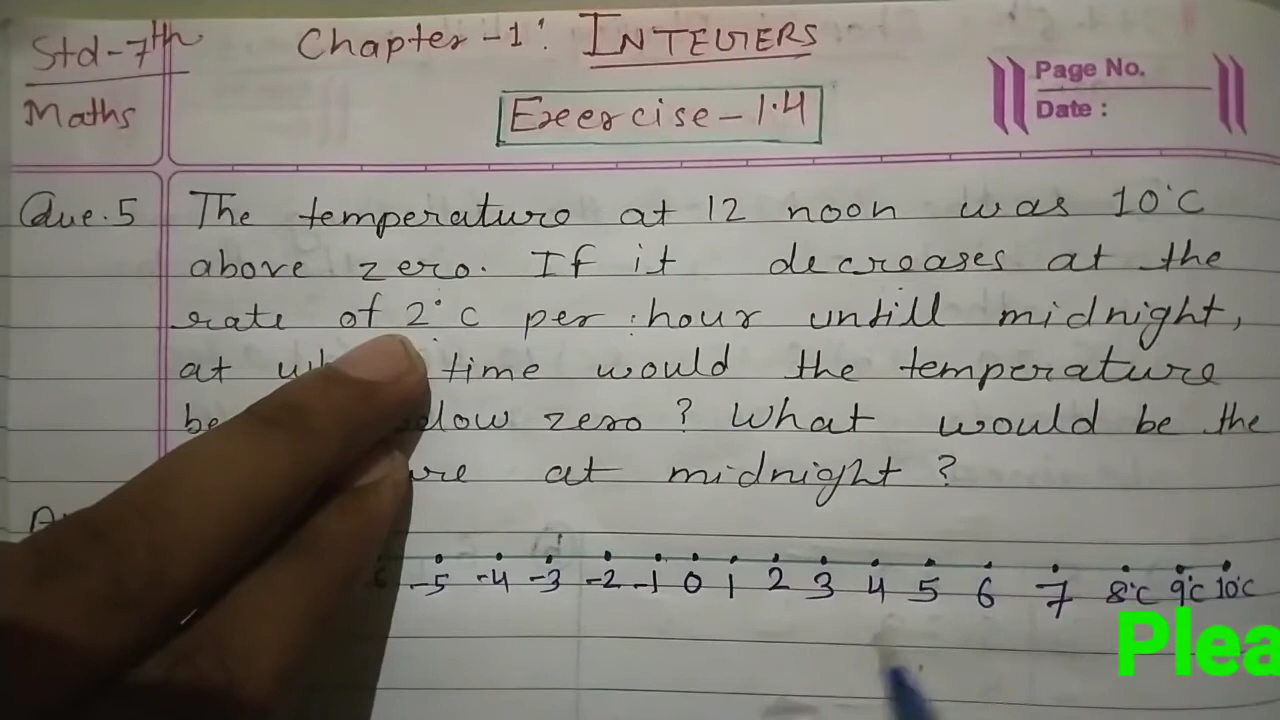 Std-7th
Maths
Chapter-1: INTEGERS
Exercise-1.4
Page No.
Date :
Que.5 The temperature at 12 noon was 10°C
above zero. If it decreases at the
rate of 2°C per hour untill midnight,
at time would the temperature
be zero? What would be the
at midnight?
-5 -4 -3 -2 -1 0 1 2 3 4 5 6 7 8°C 9°C 10°C
Plea